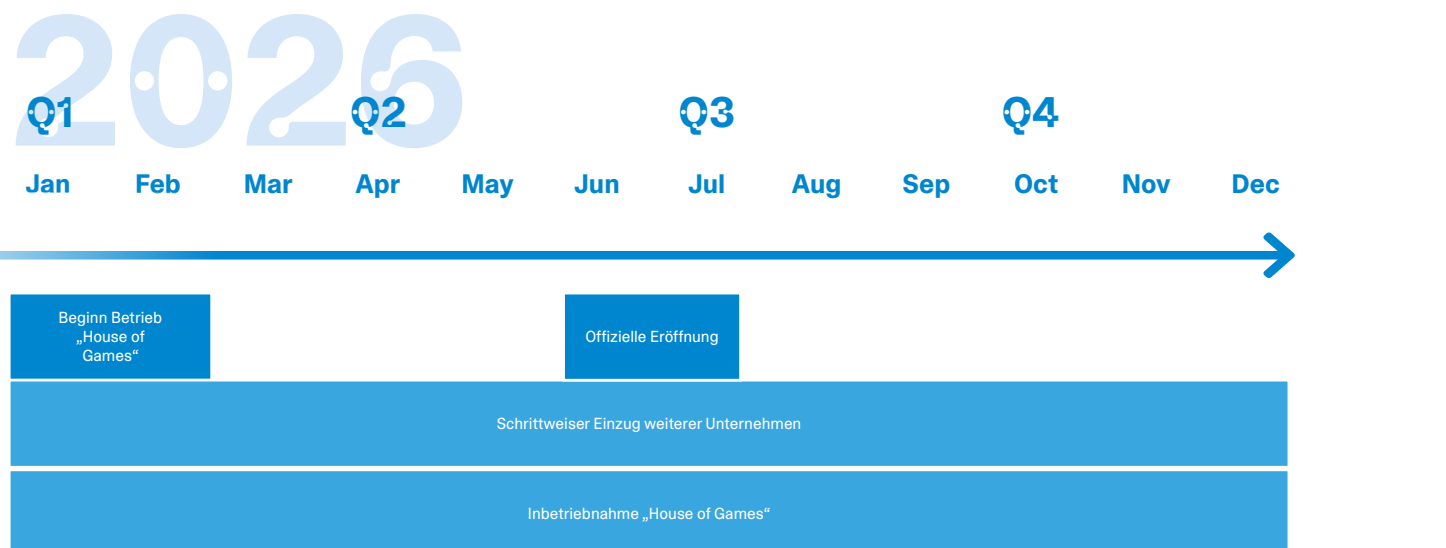 2026
Q1 Q2 Q3 Q4
Jan Feb Mar Apr May Jun Jul Aug Sep Oct Nov Dec
Beginn Betrieb
„House of
Games“
Offizielle Eröffnung
Schrittweiser Einzug weiterer Unternehmen
Inbetriebnahme „House of Games“